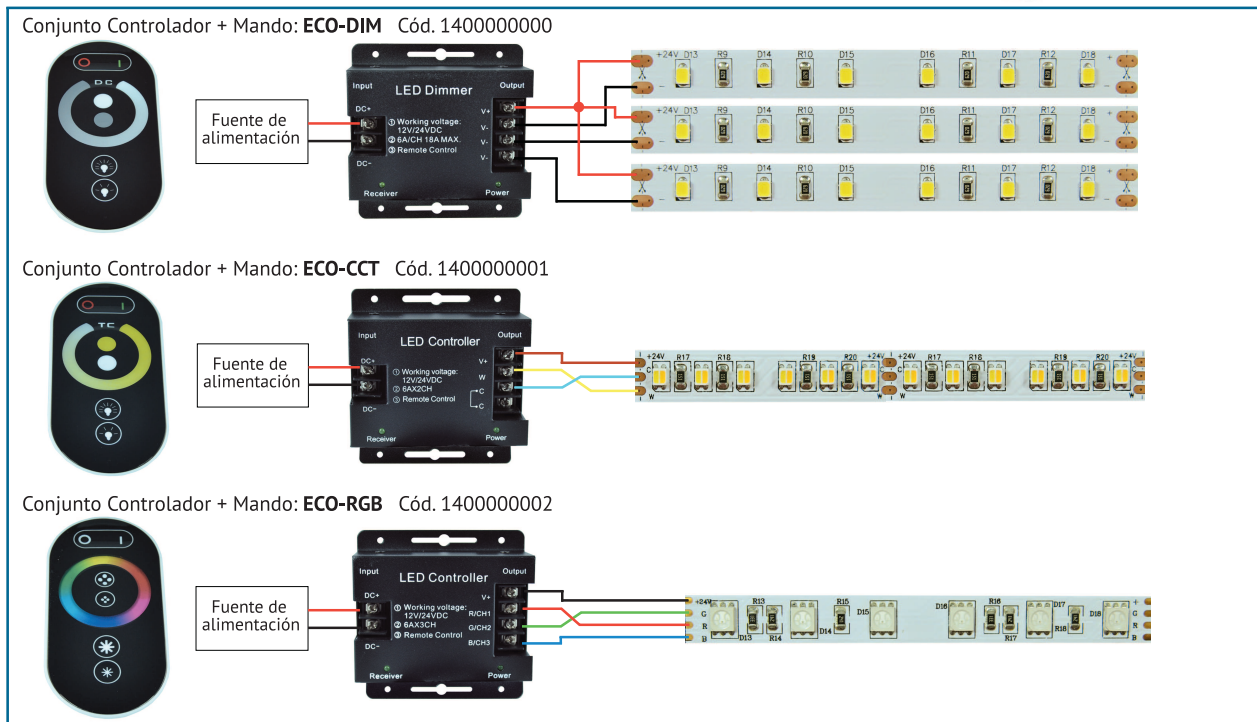 Conjunto Controlador + Mando: ECO-DIM Cód. 1400000000
O I
DC
Fuente de
alimentación
Input
Output
LED Dimmer
DC+
DC−
① Working voltage:
12V/24VDC
② 6A/CH 18A MAX.
③ Remote Control
V+
V-
V-
V-
Receiver
Power
+24V D13 R9 D14 R10 D15 D16 R11 D17 R12 D18 +
−
−
+24V D13 R9 D14 R10 D15 D16 R11 D17 R12 D18 +
−
−
+24V D13 R9 D14 R10 D15 D16 R11 D17 R12 D18 +
−
−
Conjunto Controlador + Mando: ECO-CCT Cód. 1400000001
O I
TC
Fuente de
alimentación
Input
Output
LED Controller
DC+
DC−
① Working voltage:
12V/24VDC
② 6AX2CH
③ Remote Control
V+
W
C
C
Receiver
Power
+24V R17 R18 R19 R20 +24V +24V R17 R18 R19 R20 +24V
C C
W W W W
Conjunto Controlador + Mando: ECO-RGB Cód. 1400000002
O I
Fuente de
alimentación
Input
Output
LED Controller
DC+
DC−
① Working voltage:
12V/24VDC
② 6AX3CH
③ Remote Control
V+
R/CH1
G/CH2
B/CH3
Receiver
Power
+24V R13 R15 D15 D16 R16 D17 D18 +
G G
R R
B D13 R14 D14 R17 R18 B